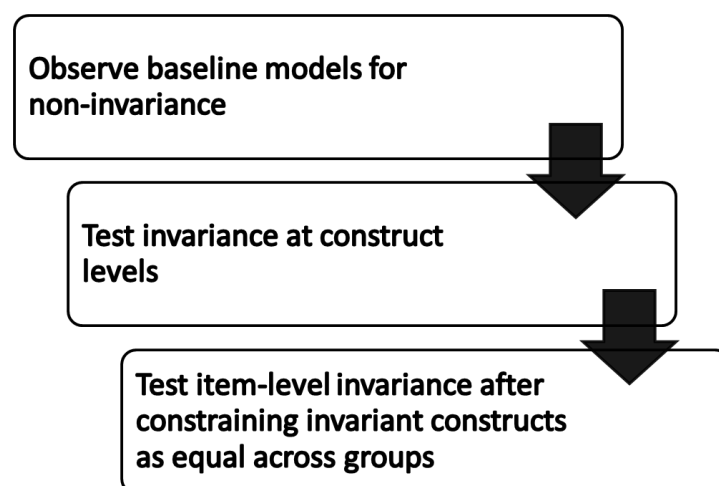 Observe baseline models for
non-invariance
Test invariance at construct
levels
Test item-level invariance after
constraining invariant constructs
as equal across groups